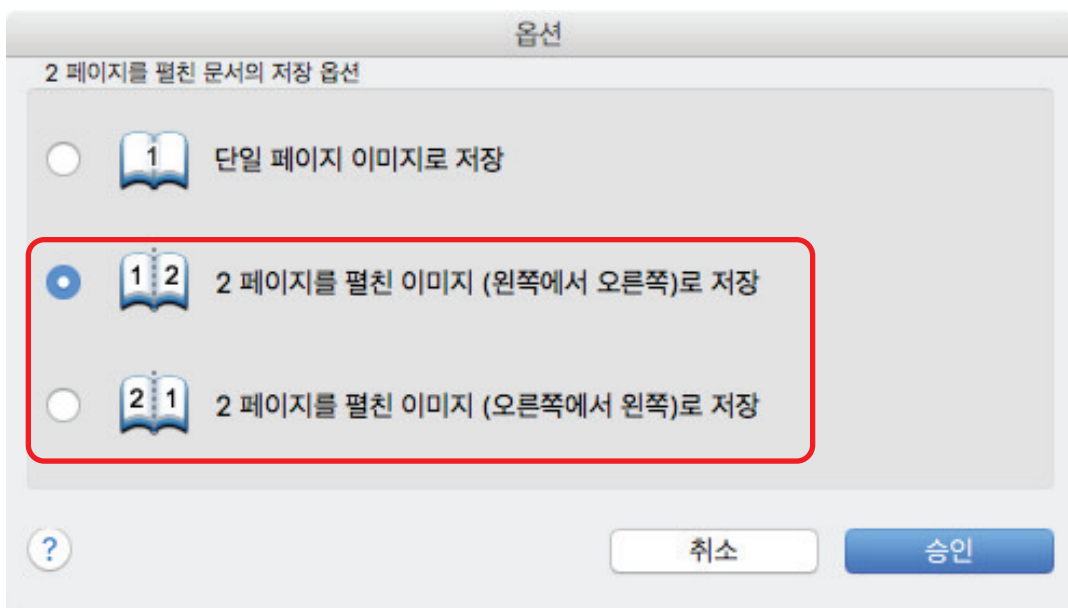 옵션
2 페이지를 펼친 문서의 저장 옵션
1 단일 페이지 이미지로 저장
1 2 2 페이지를 펼친 이미지 (왼쪽에서 오른쪽)로 저장
2 1 2 페이지를 펼친 이미지 (오른쪽에서 왼쪽)로 저장
? 취소 승인